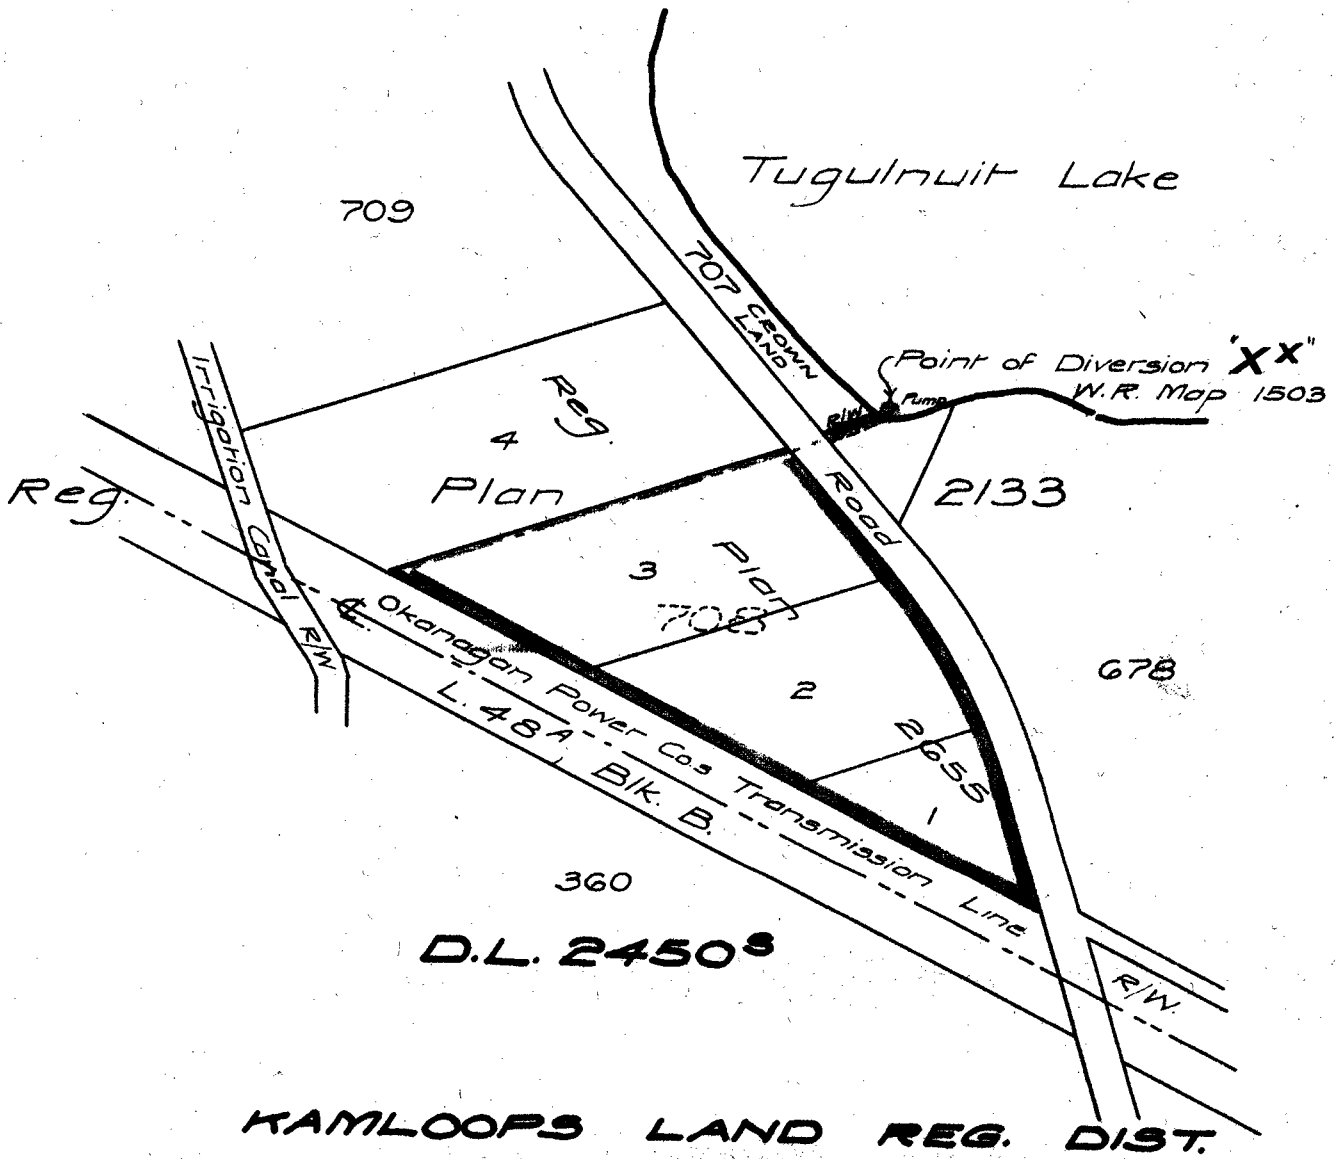 Tugulnuit Lake
709
707 CROWN LAND
Point of Diversion "XX"
W.R. Map 1503
Pump
R/W
Irrigation Canal R/W
Reg.
4
Plan
Reg.
Road
2133
3
Plan
708
678
2
2655
1
℄ Okanagan Power Co.s Transmission Line R/W.
L. 48A Blk. B.
360
D.L. 2450S
KAMLOOPS LAND REG. DIST.